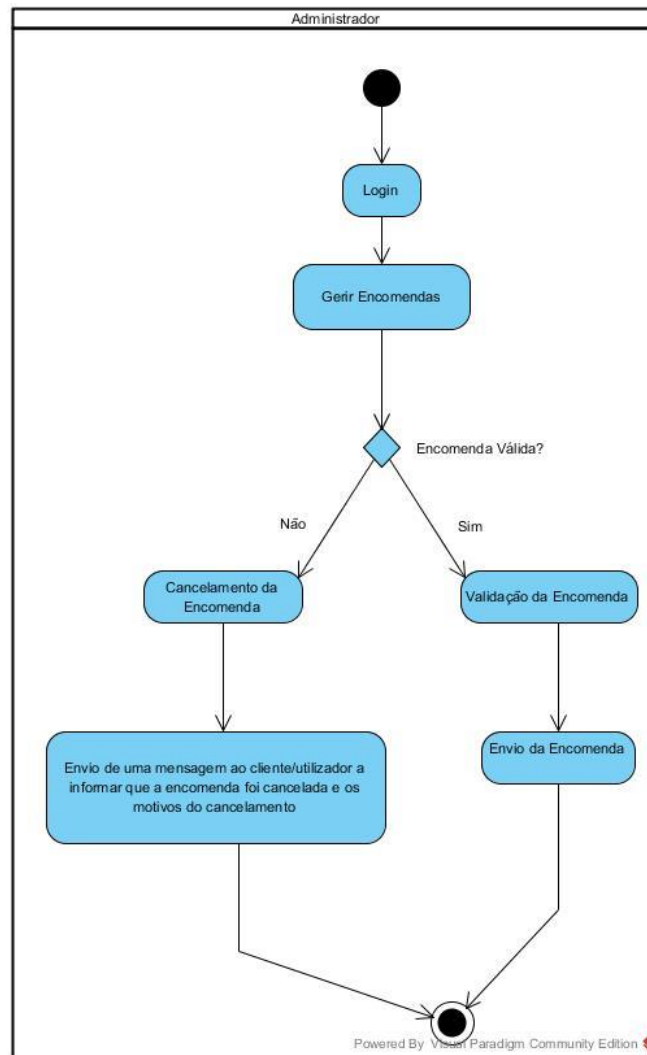 Administrador
Login
Gerir Encomendas
Encomenda Válida?
Não
Sim
Cancelamento da
Encomenda
Validação da Encomenda
Envio de uma mensagem ao cliente/utilizador a
informar que a encomenda foi cancelada e os
motivos do cancelamento
Envio da Encomenda
Powered By Visual Paradigm Community Edition